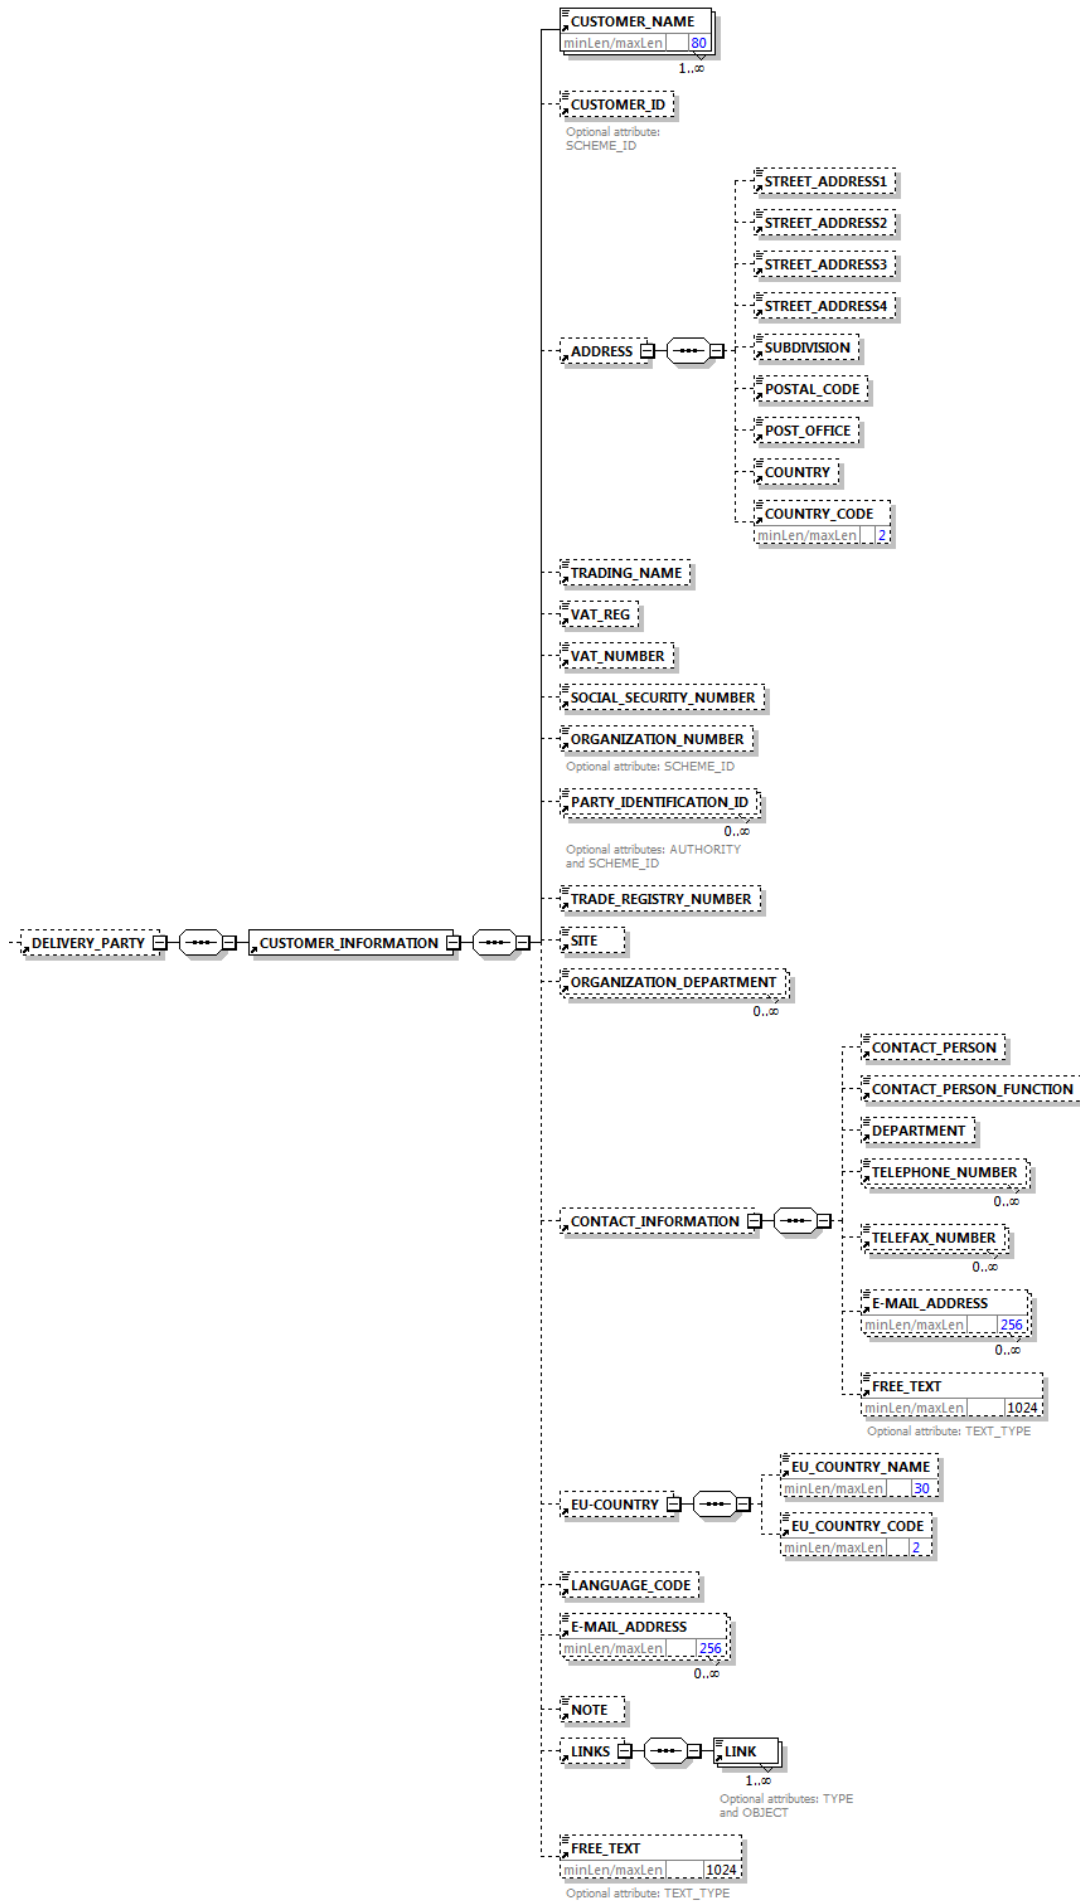 CUSTOMER_NAME
minLen/maxLen 80
1..∞
CUSTOMER_ID
Optional attribute:
SCHEME_ID
STREET_ADDRESS1
STREET_ADDRESS2
STREET_ADDRESS3
STREET_ADDRESS4
ADDRESS
SUBDIVISION
POSTAL_CODE
POST_OFFICE
COUNTRY
COUNTRY_CODE
minLen/maxLen 2
TRADING_NAME
VAT_REG
VAT_NUMBER
SOCIAL_SECURITY_NUMBER
ORGANIZATION_NUMBER
Optional attribute: SCHEME_ID
PARTY_IDENTIFICATION_ID
0..∞
Optional attributes: AUTHORITY
and SCHEME_ID
TRADE_REGISTRY_NUMBER
DELIVERY_PARTY
CUSTOMER_INFORMATION
SITE
ORGANIZATION_DEPARTMENT
0..∞
CONTACT_PERSON
CONTACT_PERSON_FUNCTION
DEPARTMENT
TELEPHONE_NUMBER
0..∞
CONTACT_INFORMATION
TELEFAX_NUMBER
0..∞
E-MAIL_ADDRESS
minLen/maxLen 256
0..∞
FREE_TEXT
minLen/maxLen 1024
Optional attribute: TEXT_TYPE
EU_COUNTRY_NAME
minLen/maxLen 30
EU-COUNTRY
EU_COUNTRY_CODE
minLen/maxLen 2
LANGUAGE_CODE
E-MAIL_ADDRESS
minLen/maxLen 256
0..∞
NOTE
LINKS
LINK
1..∞
Optional attributes: TYPE
and OBJECT
FREE_TEXT
minLen/maxLen 1024
Optional attribute: TEXT_TYPE